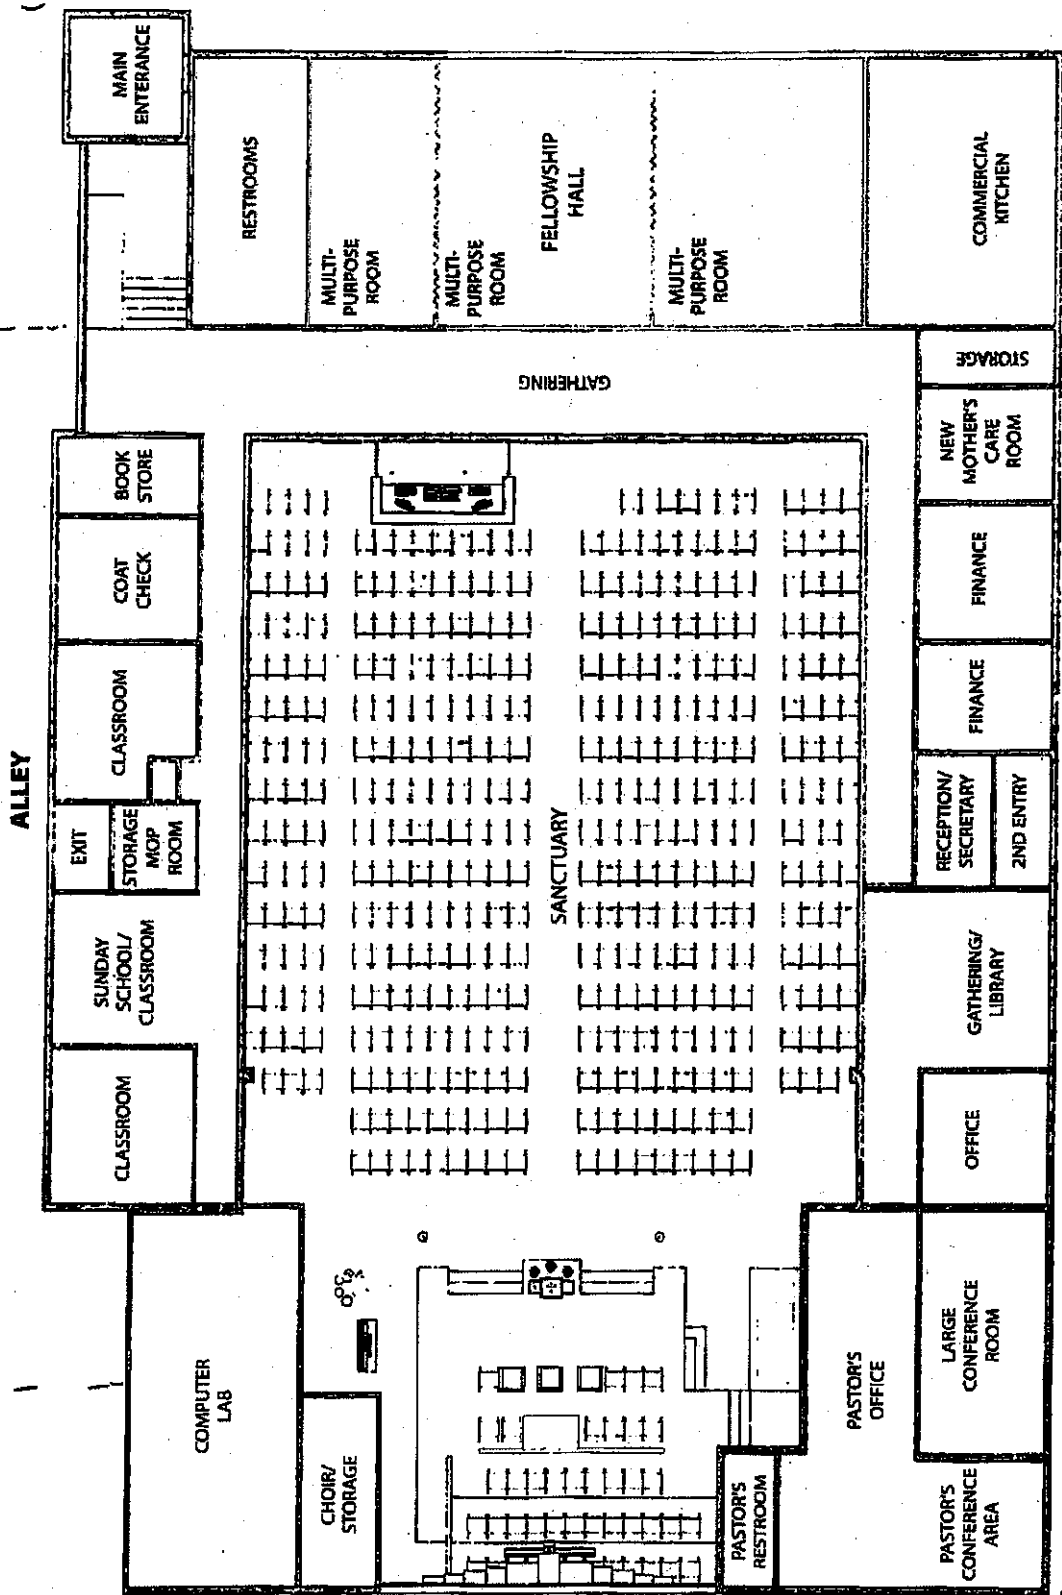 MAIN
ENTERANCE
RESTROOMS
MULTI-
PURPOSE
ROOM
MULTI-
PURPOSE
ROOM
FELLOWSHIP
HALL
MULTI-
PURPOSE
ROOM
COMMERCIAL
KITCHEN
GATHERING
STORAGE
NEW
MOTHER'S
CARE
ROOM
BOOK
STORE
COAT
CHECK
FINANCE
CLASSROOM
FINANCE
ALLEY
EXIT
STORAGE
MOP
ROOM
SANCTUARY
RECEPTION/
SECRETARY
2ND ENTRY
SUNDAY
SCHOOL/
CLASSROOM
GATHERING/
LIBRARY
CLASSROOM
OFFICE
COMPUTER
LAB
PASTOR'S
OFFICE
LARGE
CONFERENCE
ROOM
CHOIR/
STORAGE
PASTOR'S
RESTROOM
PASTOR'S
CONFERENCE
AREA